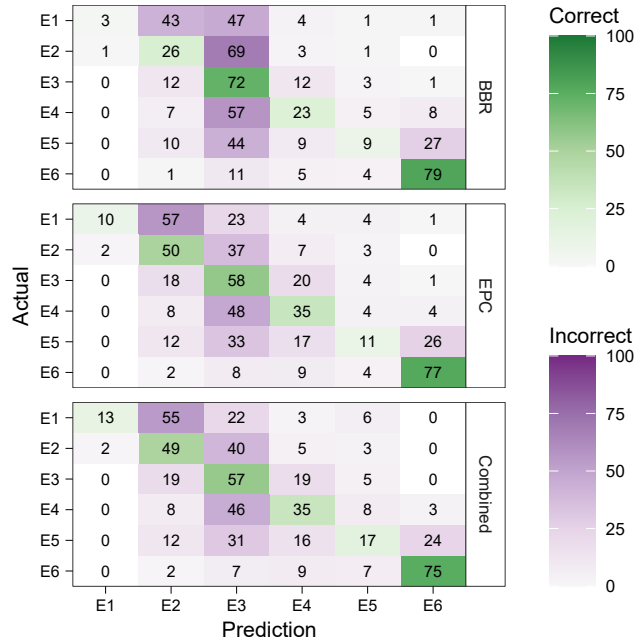 E1 3 43 47 4 1 1
E2 1 26 69 3 1 0
E3 0 12 72 12 3 1
E4 0 7 57 23 5 8
E5 0 10 44 9 9 27
E6 0 1 11 5 4 79
BBR
E1 10 57 23 4 4 1
E2 2 50 37 7 3 0
E3 0 18 58 20 4 1
E4 0 8 48 35 4 4
E5 0 12 33 17 11 26
E6 0 2 8 9 4 77
EPC
E1 13 55 22 3 6 0
E2 2 49 40 5 3 0
E3 0 19 57 19 5 0
E4 0 8 46 35 8 3
E5 0 12 31 16 17 24
E6 0 2 7 9 7 75
Combined
E1 E2 E3 E4 E5 E6
Prediction
Actual
Correct
100
75
50
25
0
Incorrect
100
75
50
25
0